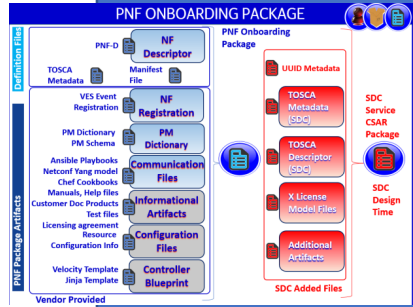 PNF ONBOARDING PACKAGE
Definition Files
PNF-D
NF
Descriptor
TOSCA
Metadata
Manifest
File
PNF Package Artifacts
VES Event
Registration
NF
Registration
PM Dictionary
PM Schema
PM
Dictionary
Ansible Playbooks
Netconf Yang model
Chef Cookbooks
Communication
Files
Manuals, Help files
Customer Doc Products
Test files
Informational
Artifacts
Licensing agreement
Resource
Configuration Info
Configuration
Files
Velocity Template
Jinja Template
Controller
Blueprint
Vendor Provided
PNF Onboarding
Package
UUID Metadata
TOSCA
Metadata
(SDC)
TOSCA
Descriptor
(SDC)
X License
Model Files
Additional
Artifacts
SDC Added Files
SDC
Service
CSAR
Package
SDC
Design
Time